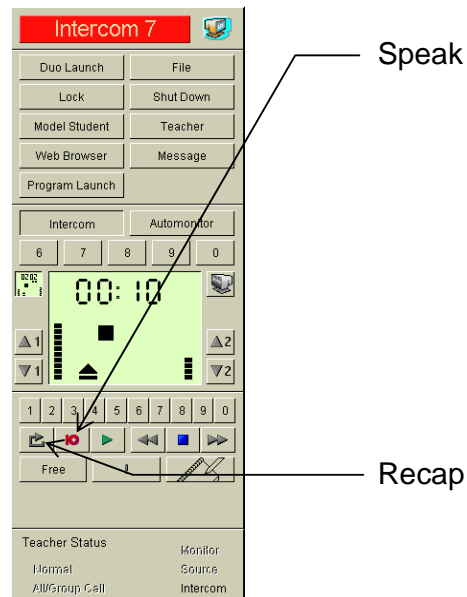 Intercom 7
Speak
Duo Launch File
Lock Shut Down
Model Student Teacher
Web Browser Message
Program Launch
Intercom Automonitor
6 7 8 9 0
00:10
1 2
1 2
1 2 3 4 5 6 7 8 9 0
Free
Recap
Teacher Status
Monitor
Normal Source
All/Group Call Intercom